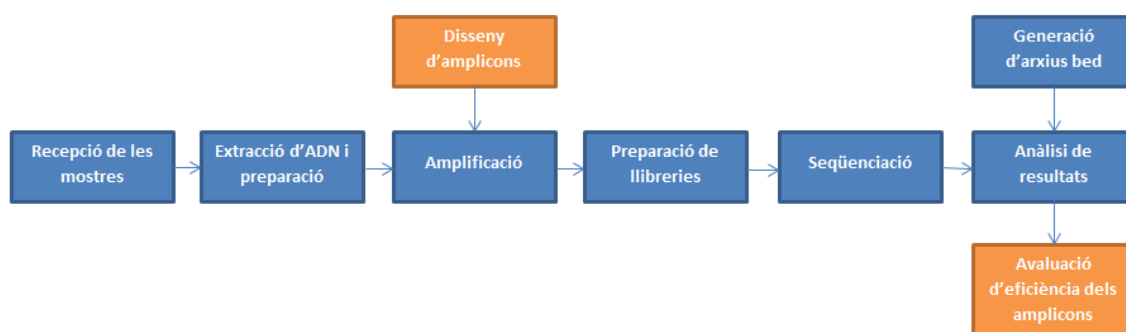 Disseny
d'amplicons
Generació
d'arxius bed
Recepció de les
mostres
Extracció d'ADN i
preparació
Amplificació
Preparació de
llibreries
Seqüenciació
Anàlisi de
resultats
Avaluació
d'eficiència dels
amplicons